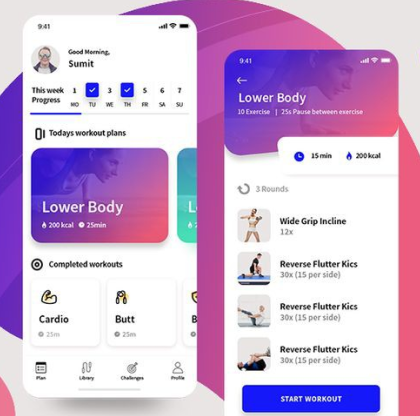 9:41
Good Morning,
Sumit
This week
Progress
1 2 3 4 5 6 7
MO TU WE TH FR SA SU
Todays workout plans
Lower Body
200 kcal 25min
Completed workouts
Cardio
25m
Butt
25m
B
Plan
Library
Challenges
Profile
9:41
Lower Body
10 Exercise | 25s Pause between exercise
15 min
200 kcal
3 Rounds
Wide Grip Incline
12x
Reverse Flutter Kics
30x (15 per side)
Reverse Flutter Kics
30x (15 per side)
Reverse Flutter Kics
30x (15 per side)
START WORKOUT